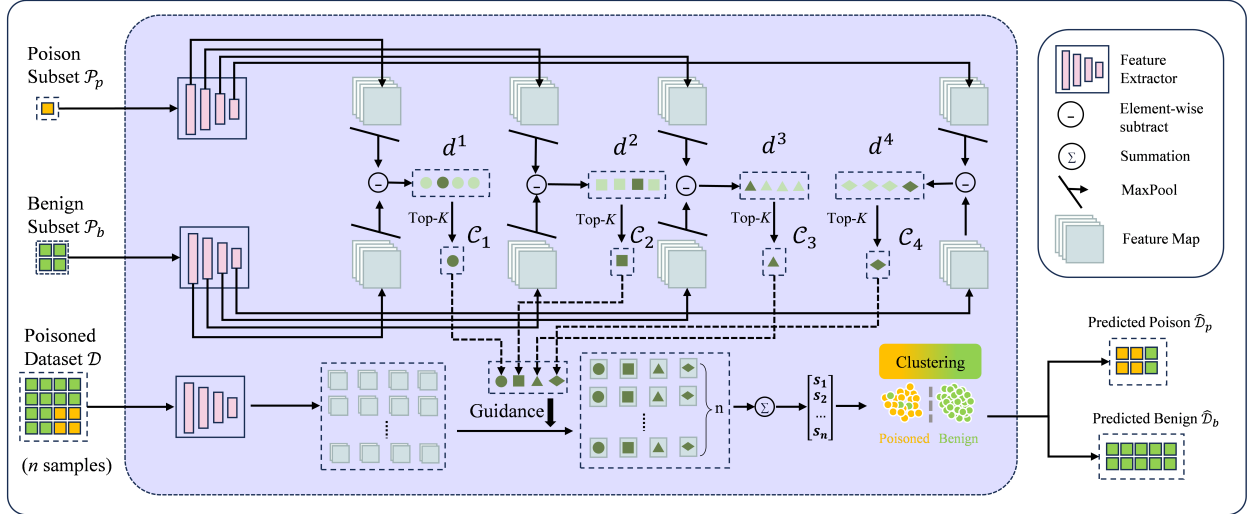 Poison
Subset 𝒫_p
Benign
Subset 𝒫_b
Poisoned
Dataset 𝒟
(n samples)
d^1
d^2
d^3
d^4
-
-
-
-
Top-K
Top-K
Top-K
Top-K
𝒞_1
𝒞_2
𝒞_3
𝒞_4
Guidance
n
Σ
s_1
s_2
...
s_n
Clustering
Poisoned
Benign
Feature
Extractor
-
Element-wise
subtract
Σ
Summation
MaxPool
Feature Map
Predicted Poison 𝒟̂_p
Predicted Benign 𝒟̂_b